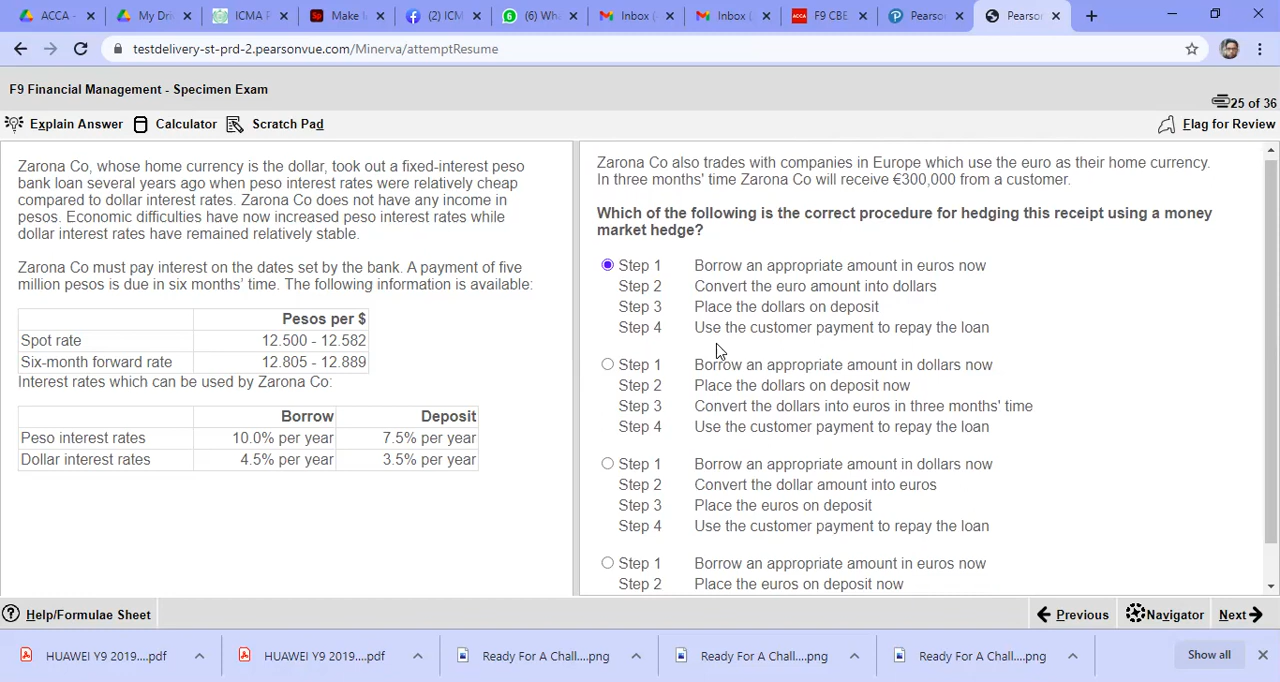 ACCA -
My Dri
ICMA P
Make I
(2) ICM
(6) Wha
Inbox (
Inbox (
F9 CBE
Pearso
Pearso
testdelivery-st-prd-2.pearsonvue.com/Minerva/attemptResume
F9 Financial Management - Specimen Exam
25 of 36
Explain Answer
Calculator
Scratch Pad
Flag for Review
Zarona Co, whose home currency is the dollar, took out a fixed-interest peso
bank loan several years ago when peso interest rates were relatively cheap
compared to dollar interest rates. Zarona Co does not have any income in
pesos. Economic difficulties have now increased peso interest rates while
dollar interest rates have remained relatively stable.
Zarona Co must pay interest on the dates set by the bank. A payment of five
million pesos is due in six months' time. The following information is available:
Pesos per $
Spot rate 12.500 - 12.582
Six-month forward rate 12.805 - 12.889
Interest rates which can be used by Zarona Co:
Borrow Deposit
Peso interest rates 10.0% per year 7.5% per year
Dollar interest rates 4.5% per year 3.5% per year
Zarona Co also trades with companies in Europe which use the euro as their home currency.
In three months' time Zarona Co will receive €300,000 from a customer.
Which of the following is the correct procedure for hedging this receipt using a money
market hedge?
Step 1 Borrow an appropriate amount in euros now
Step 2 Convert the euro amount into dollars
Step 3 Place the dollars on deposit
Step 4 Use the customer payment to repay the loan
Step 1 Borrow an appropriate amount in dollars now
Step 2 Place the dollars on deposit now
Step 3 Convert the dollars into euros in three months' time
Step 4 Use the customer payment to repay the loan
Step 1 Borrow an appropriate amount in dollars now
Step 2 Convert the dollar amount into euros
Step 3 Place the euros on deposit
Step 4 Use the customer payment to repay the loan
Step 1 Borrow an appropriate amount in euros now
Step 2 Place the euros on deposit now
Help/Formulae Sheet
Previous
Navigator
Next
HUAWEI Y9 2019....pdf
HUAWEI Y9 2019....pdf
Ready For A Chall....png
Ready For A Chall....png
Ready For A Chall....png
Show all